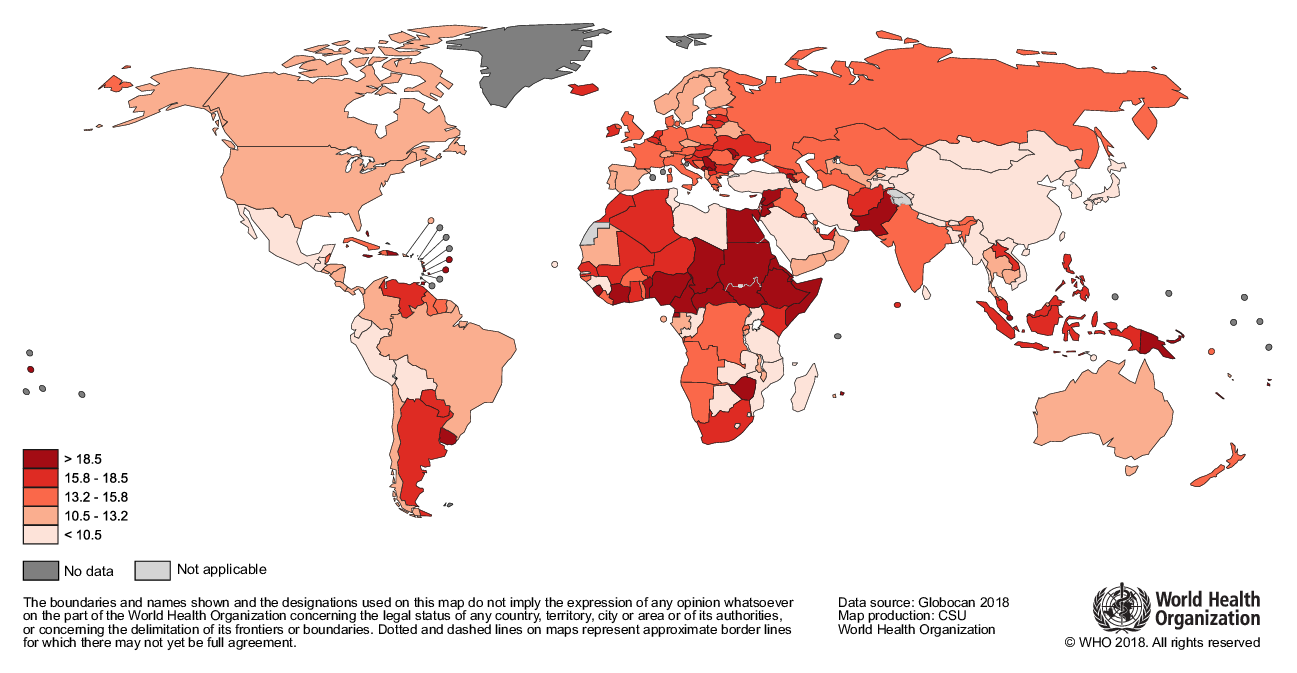 > 18.5
15.8 - 18.5
13.2 - 15.8
10.5 - 13.2
< 10.5
No data
Not applicable
The boundaries and names shown and the designations used on this map do not imply the expression of any opinion whatsoever
on the part of the World Health Organization concerning the legal status of any country, territory, city or area or of its authorities,
or concerning the delimitation of its frontiers or boundaries. Dotted and dashed lines on maps represent approximate border lines
for which there may not yet be full agreement.
Data source: Globocan 2018
Map production: CSU
World Health Organization
World Health
Organization
© WHO 2018. All rights reserved